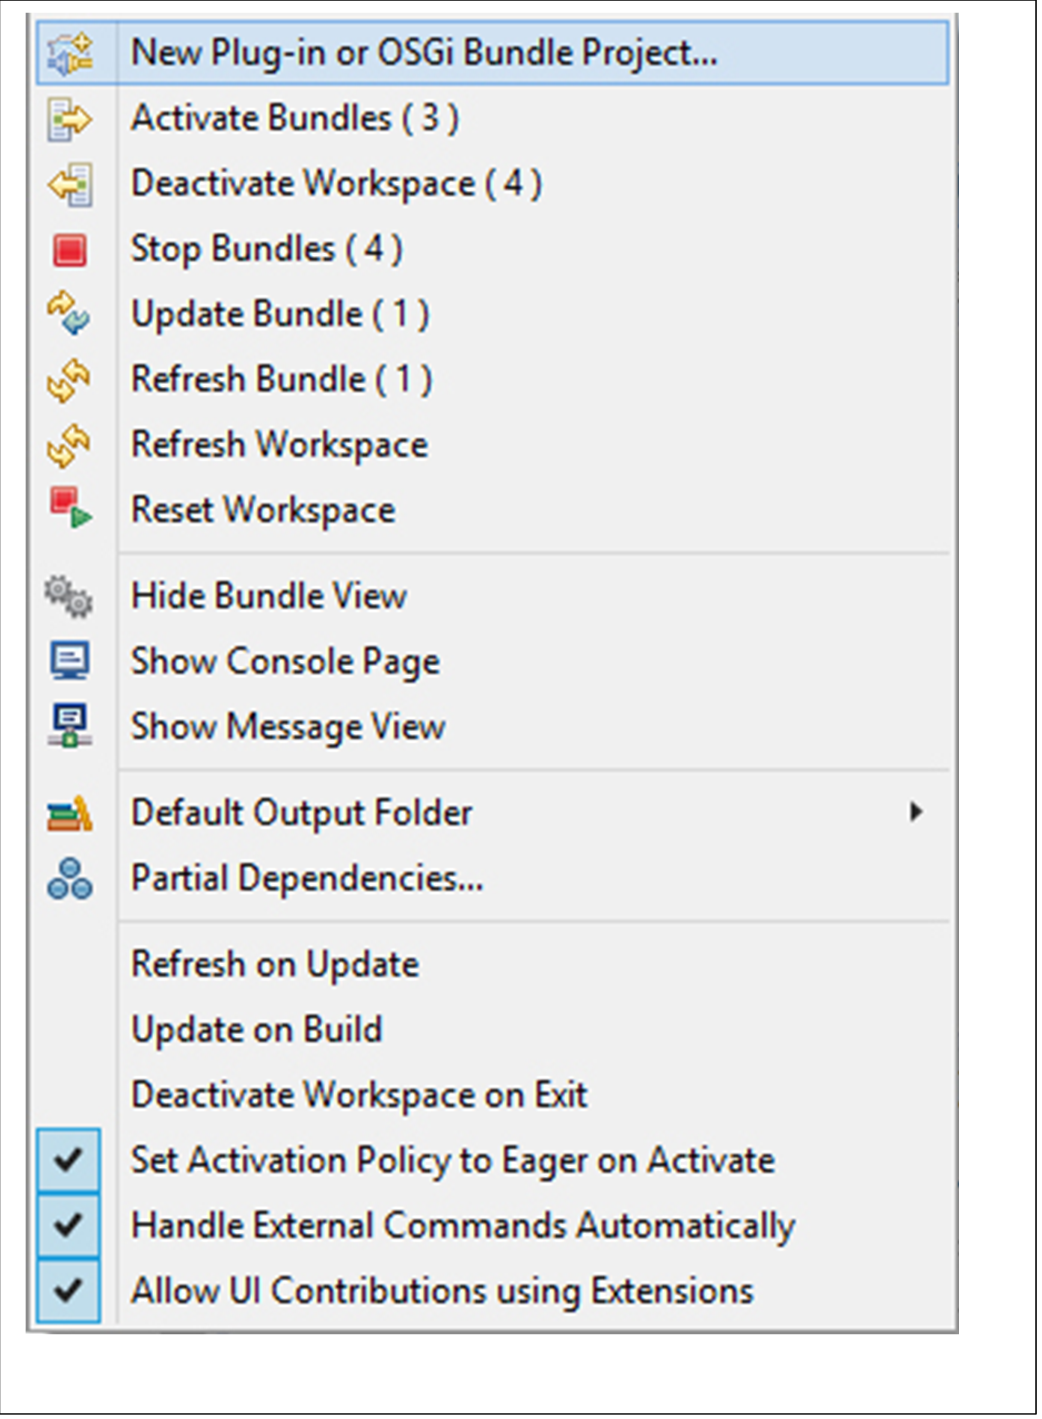 New Plug-in or OSGi Bundle Project...
Activate Bundles ( 3 )
Deactivate Workspace ( 4 )
Stop Bundles ( 4 )
Update Bundle ( 1 )
Refresh Bundle ( 1 )
Refresh Workspace
Reset Workspace
Hide Bundle View
Show Console Page
Show Message View
Default Output Folder
Partial Dependencies...
Refresh on Update
Update on Build
Deactivate Workspace on Exit
Set Activation Policy to Eager on Activate
Handle External Commands Automatically
Allow UI Contributions using Extensions